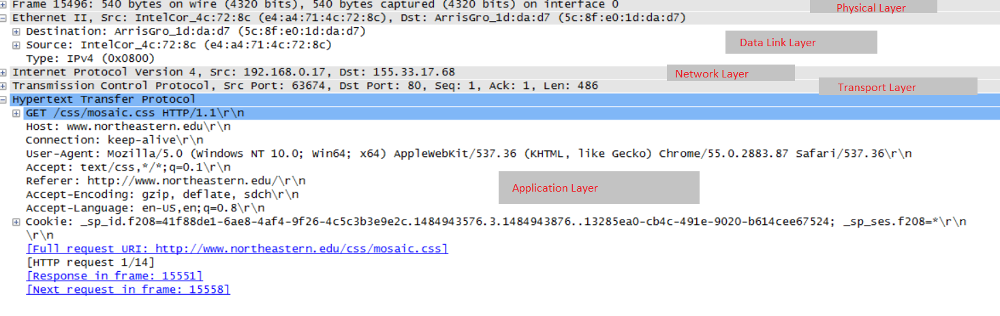 Frame 15496: 540 bytes on wire (4320 bits), 540 bytes captured (4320 bits) on interface 0
Physical Layer
Ethernet II, Src: IntelCor_4c:72:8c (e4:a4:71:4c:72:8c), Dst: ArrisGro_1d:da:d7 (5c:8f:e0:1d:da:d7)
Destination: ArrisGro_1d:da:d7 (5c:8f:e0:1d:da:d7)
Source: IntelCor_4c:72:8c (e4:a4:71:4c:72:8c)
Data Link Layer
Type: IPv4 (0x0800)
Internet Protocol Version 4, Src: 192.168.0.17, Dst: 155.33.17.68
Network Layer
Transmission Control Protocol, Src Port: 63674, Dst Port: 80, Seq: 1, Ack: 1, Len: 486
Transport Layer
Hypertext Transfer Protocol
GET /css/mosaic.css HTTP/1.1\r\n
Host: www.northeastern.edu\r\n
Connection: keep-alive\r\n
User-Agent: Mozilla/5.0 (Windows NT 10.0; Win64; x64) AppleWebKit/537.36 (KHTML, like Gecko) Chrome/55.0.2883.87 Safari/537.36\r\n
Accept: text/css,*/*;q=0.1\r\n
Referer: http://www.northeastern.edu/\r\n
Application Layer
Accept-Encoding: gzip, deflate, sdch\r\n
Accept-Language: en-US,en;q=0.8\r\n
Cookie: _sp_id.f208=41f88de1-6ae8-4af4-9f26-4c5c3b3e9e2c.1484943576.3.1484943876..13285ea0-cb4c-491e-9020-b614cee67524; _sp_ses.f208=*\r\n
\r\n
[Full request URI: http://www.northeastern.edu/css/mosaic.css]
[HTTP request 1/14]
[Response in frame: 15551]
[Next request in frame: 15558]